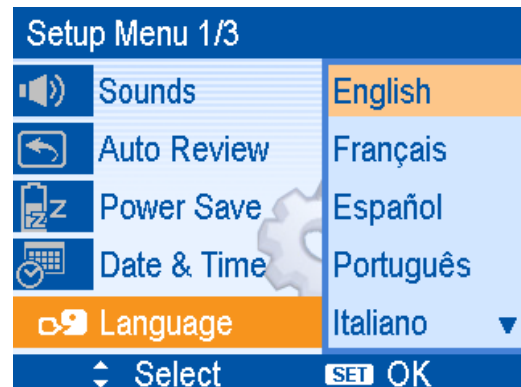 Setup Menu 1/3
Sounds
Auto Review
Power Save
Date & Time
Language
English
Français
Español
Português
Italiano
Select
SET OK